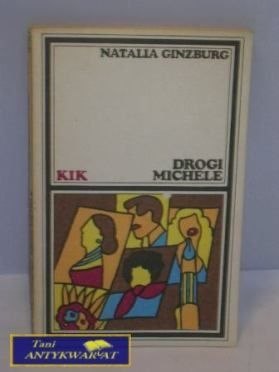 NATALIA GINZBURG
DROGI
KIK MICHELE
Tani
ANTYKWARIAT